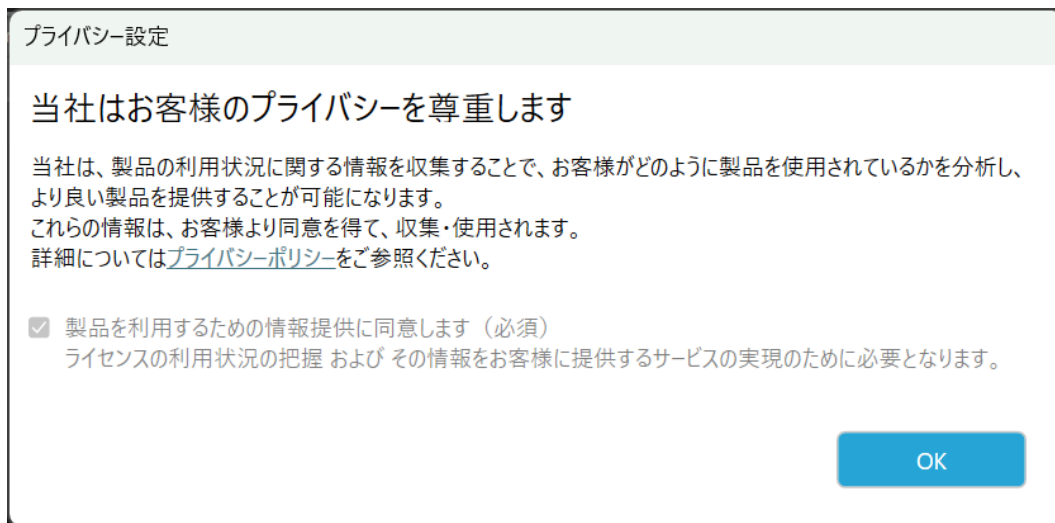 プライバシー設定
当社はお客様のプライバシーを尊重します
当社は、製品の利用状況に関する情報を収集することで、お客様がどのように製品を使用されているかを分析し、
より良い製品を提供することが可能になります。
これらの情報は、お客様より同意を得て、収集・使用されます。
詳細についてはプライバシーポリシーをご参照ください。
製品を利用するための情報提供に同意します（必須）
ライセンスの利用状況の把握 および その情報をお客様に提供するサービスの実現のために必要となります。
OK